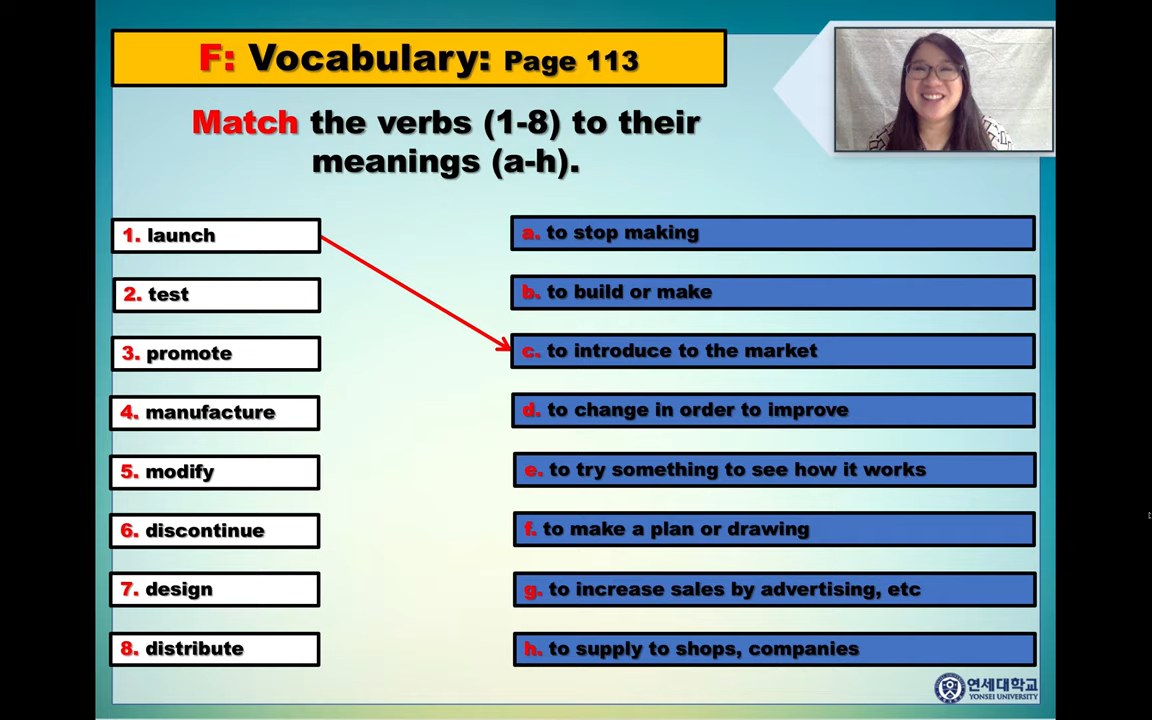 F: Vocabulary: Page 113
Match the verbs (1-8) to their
meanings (a-h).
1. launch
2. test
3. promote
4. manufacture
5. modify
6. discontinue
7. design
8. distribute
a. to stop making
b. to build or make
c. to introduce to the market
d. to change in order to improve
e. to try something to see how it works
f. to make a plan or drawing
g. to increase sales by advertising, etc
h. to supply to shops, companies
연세대학교
YONSEI UNIVERSITY